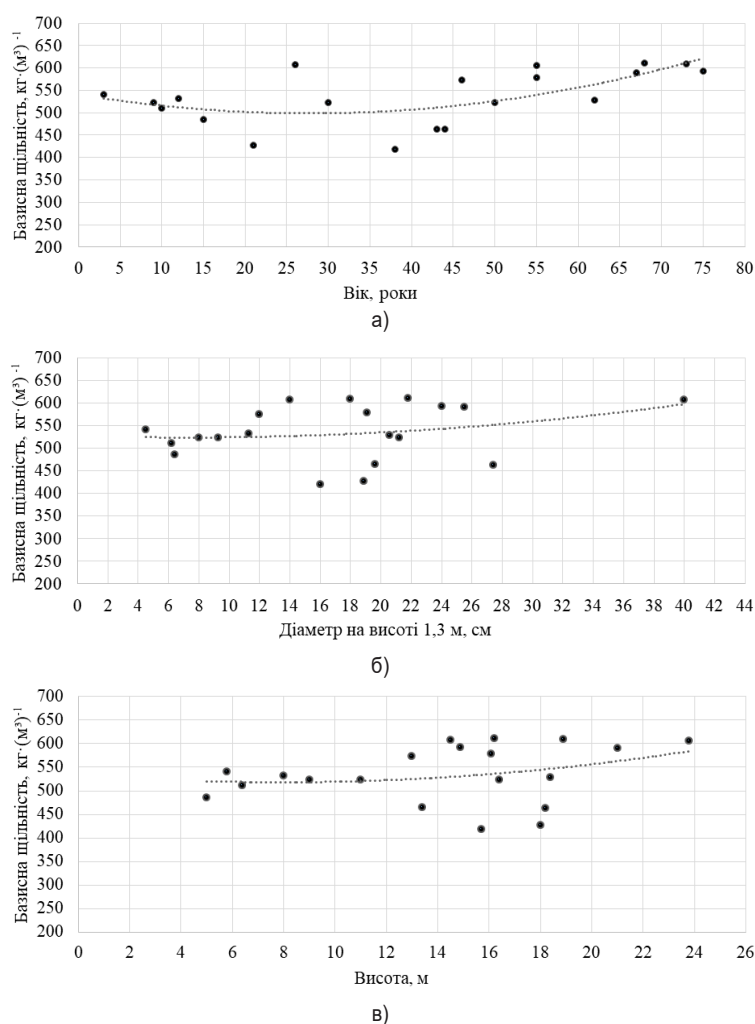 Базисна щільність, кг·(м³)⁻¹
700
650
600
550
500
450
400
350
300
250
200
0 5 10 15 20 25 30 35 40 45 50 55 60 65 70 75 80
Вік, роки
а)
Базисна щільність, кг·(м³)⁻¹
700
650
600
550
500
450
400
350
300
250
200
0 2 4 6 8 10 12 14 16 18 20 22 24 26 28 30 32 34 36 38 40 42 44
Діаметр на висоті 1,3 м, см
б)
Базисна щільність, кг·(м³)⁻¹
700
650
600
550
500
450
400
350
300
250
200
0 2 4 6 8 10 12 14 16 18 20 22 24 26
Висота, м
в)